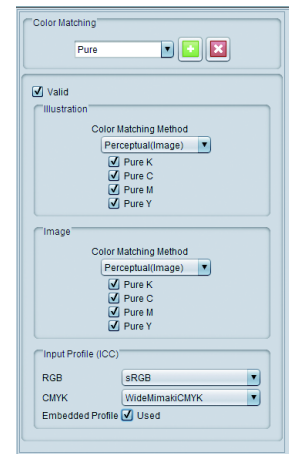 Color Matching
Pure
Valid
Illustration
Color Matching Method
Perceptual(Image)
Pure K
Pure C
Pure M
Pure Y
Image
Color Matching Method
Perceptual(Image)
Pure K
Pure C
Pure M
Pure Y
Input Profile (ICC)
RGB sRGB
CMYK WideMimakiCMYK
Embedded Profile Used